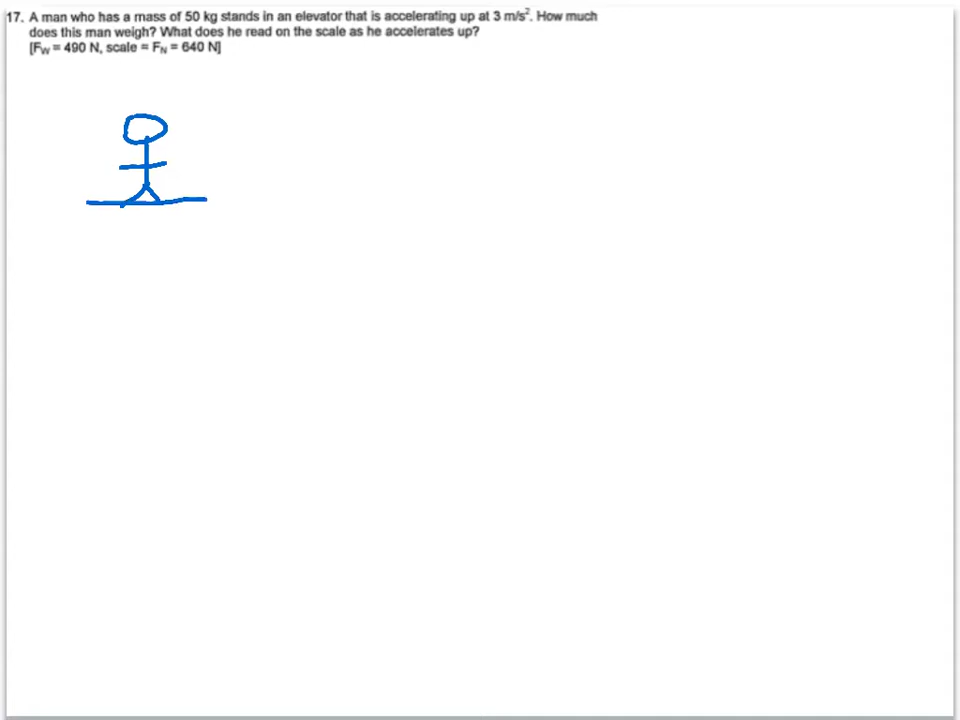 17. A man who has a mass of 50 kg stands in an elevator that is accelerating up at 3 m/s². How much
does this man weigh? What does he read on the scale as he accelerates up?
[Fw = 490 N, scale = FN = 640 N]